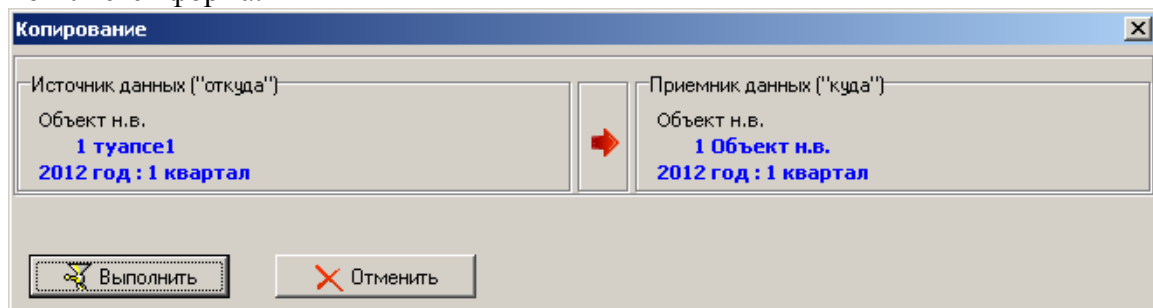 Копирование
Источник данных ("откуда")
Объект н.в.
1 туапсе1
2012 год : 1 квартал
Приемник данных ("куда")
Объект н.в.
1 Объект н.в.
2012 год : 1 квартал
Выполнить
Отменить